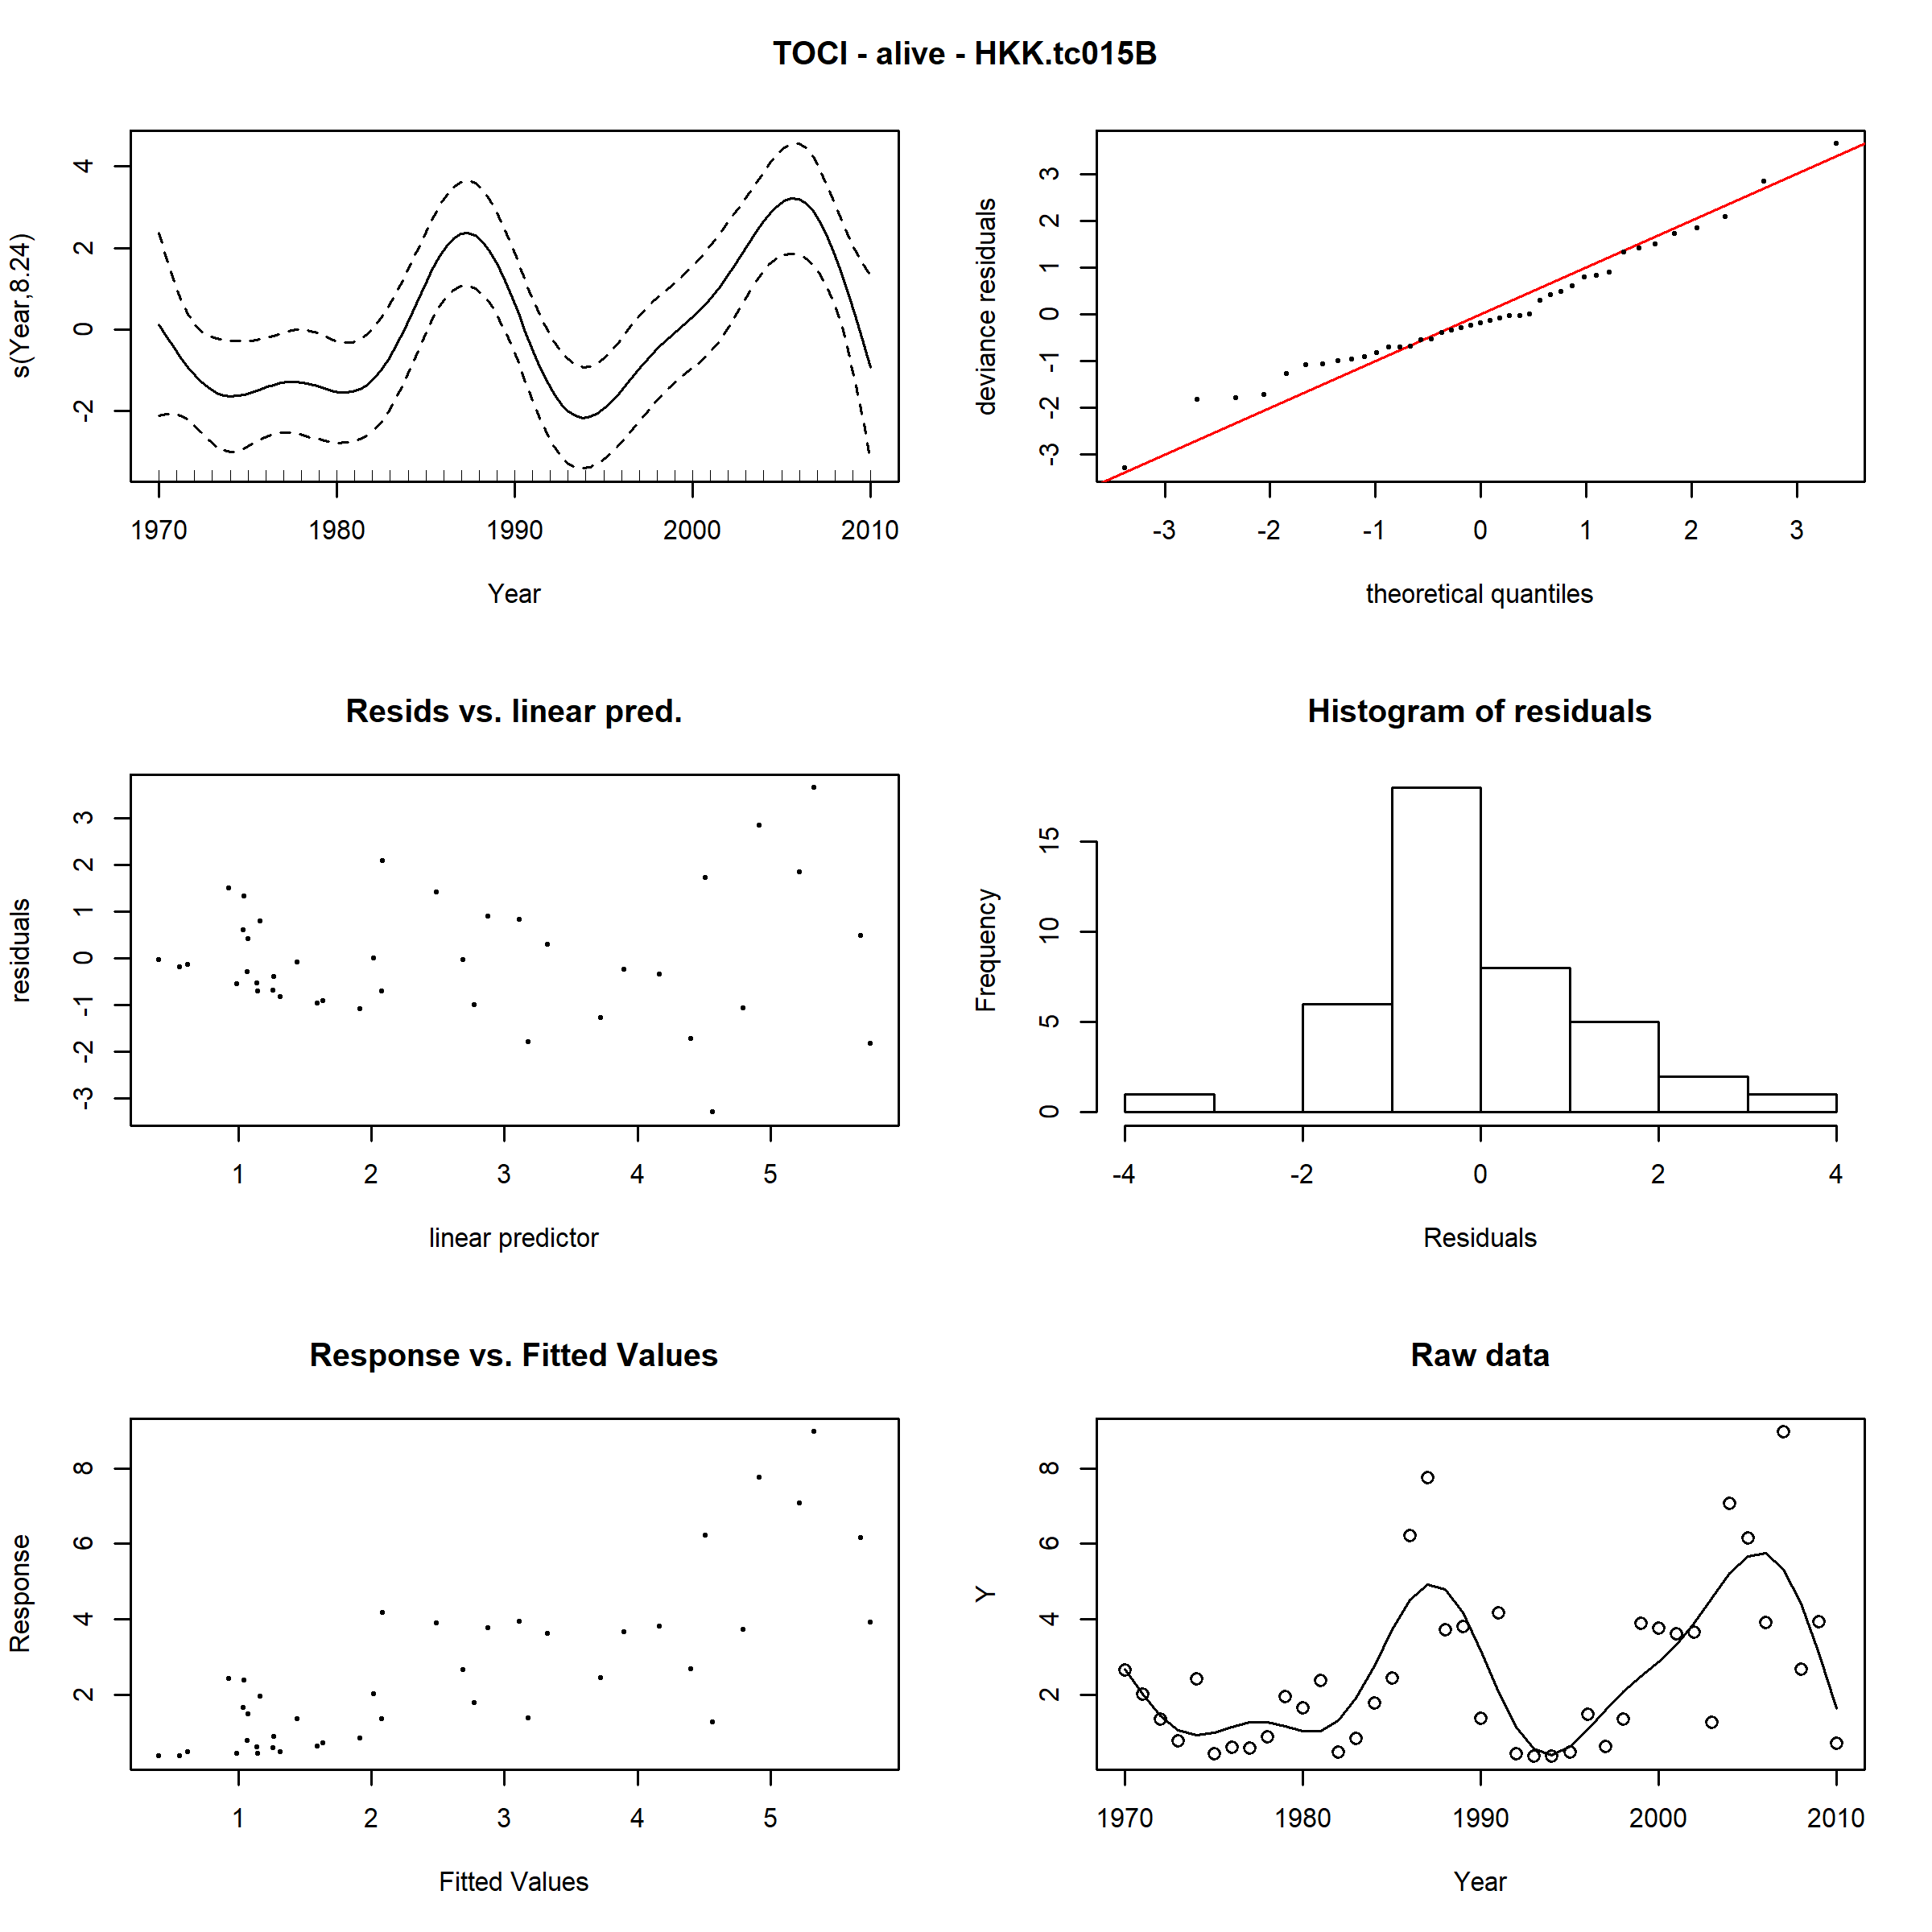 TOCI - alive - HKK.tc015B
s(Year,8.24)
4
2
0
-2
1970 1980 1990 2000 2010
Year
deviance residuals
3
2
1
0
-1
-2
-3
-3 -2 -1 0 1 2 3
theoretical quantiles
Resids vs. linear pred.
residuals
3
2
1
0
-1
-2
-3
1 2 3 4 5
linear predictor
Histogram of residuals
Frequency
15
10
5
0
-4 -2 0 2 4
Residuals
Response vs. Fitted Values
Response
8
6
4
2
1 2 3 4 5
Fitted Values
Raw data
Y
8
6
4
2
1970 1980 1990 2000 2010
Year